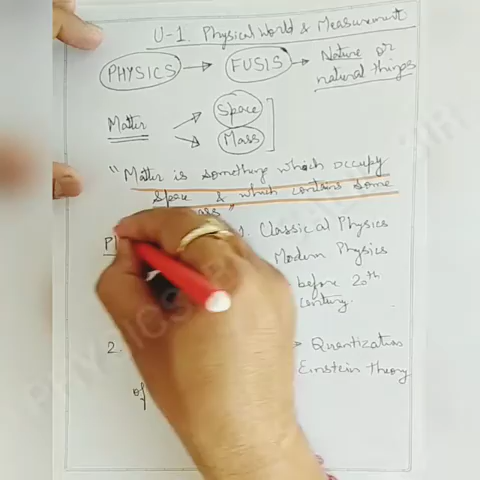 U-1. Physical World & Measurement
PHYSICS → FUSIS → Nature or
natural things
Matter Space
Mass
"Matter is something which occupy
space & which contains some
ass"
1. Classical Physics
Modern Physics
before 20th
century.
2. → Quantization
Einstein theory
of